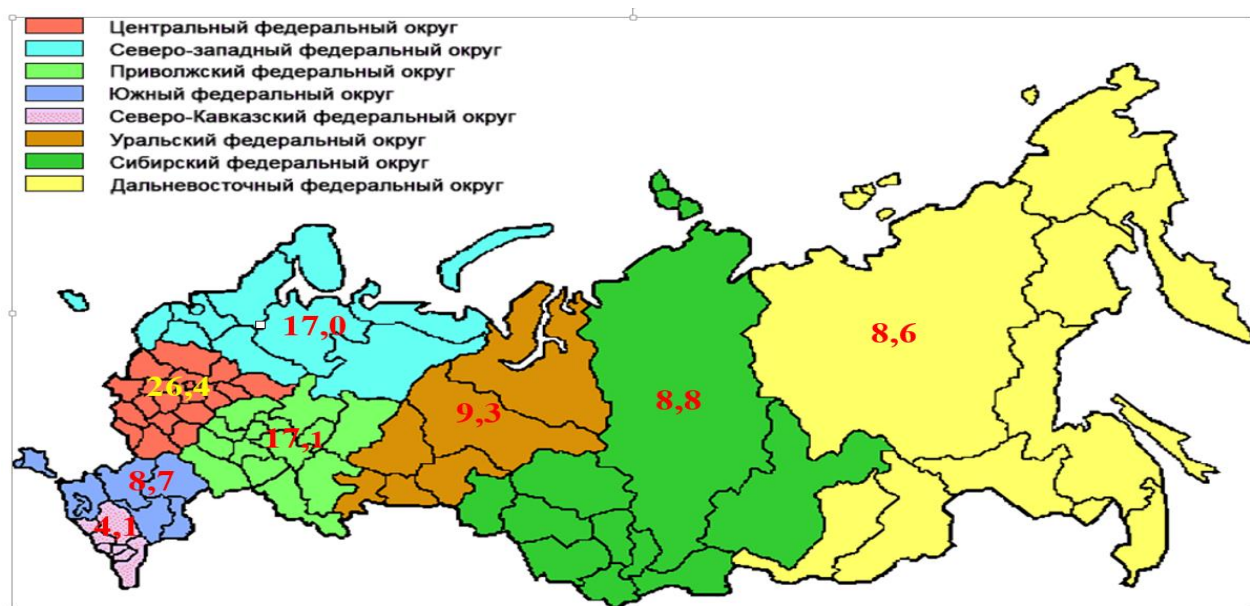 Центральный федеральный округ
Северо-западный федеральный округ
Приволжский федеральный округ
Южный федеральный округ
Северо-Кавказский федеральный округ
Уральский федеральный округ
Сибирский федеральный округ
Дальневосточный федеральный округ
17,0
8,6
26,4
9,3
8,8
17,1
8,7
4,1